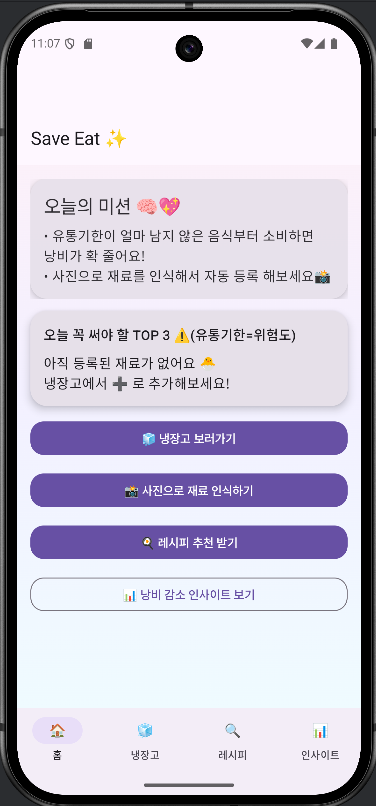 11:07
Save Eat ✨
오늘의 미션 🧠💖
• 유통기한이 얼마 남지 않은 음식부터 소비하면
낭비가 확 줄어요!
• 사진으로 재료를 인식해서 자동 등록 해보세요📸
오늘 꼭 써야 할 TOP 3 ⚠️(유통기한=위험도)
아직 등록된 재료가 없어요 🐣
냉장고에서 ➕ 로 추가해보세요!
🧊 냉장고 보러가기
📸 사진으로 재료 인식하기
🍳 레시피 추천 받기
📊 낭비 감소 인사이트 보기
🏠 🧊 🔍 📊
홈 냉장고 레시피 인사이트